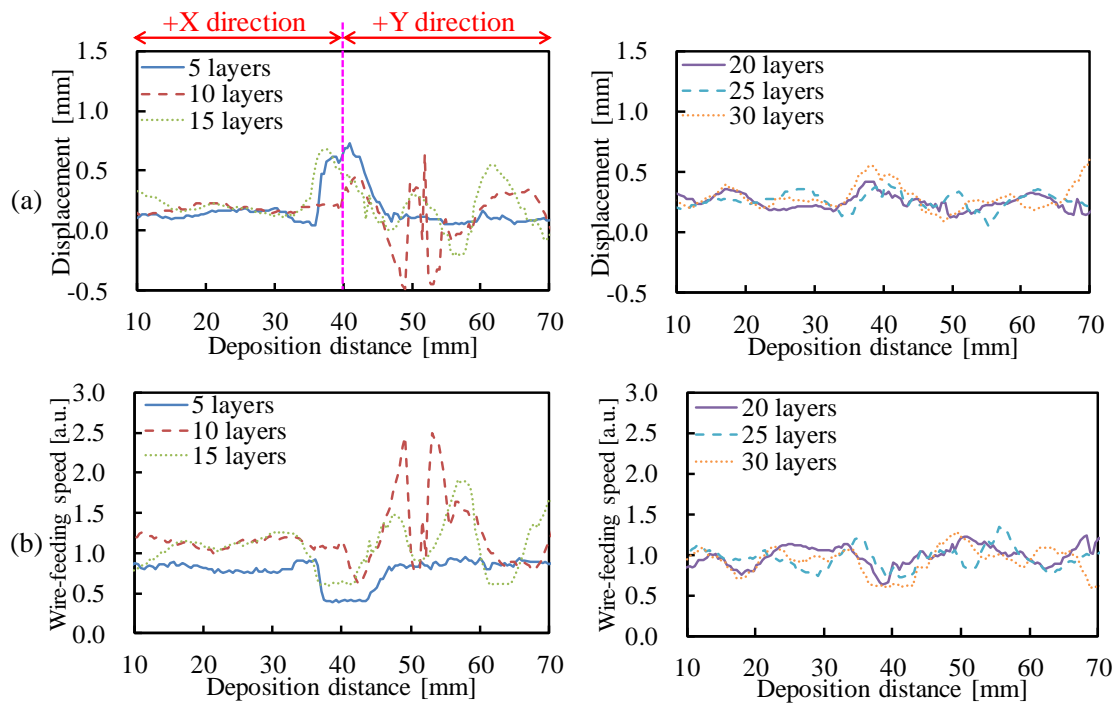 +X direction
+Y direction
(a)
Displacement [mm]
1.5
1.0
0.5
0.0
-0.5
5 layers
10 layers
15 layers
10 20 30 40 50 60 70
Deposition distance [mm]
Displacement [mm]
1.5
1.0
0.5
0.0
-0.5
20 layers
25 layers
30 layers
10 20 30 40 50 60 70
Deposition distance [mm]
(b)
Wire-feeding speed [a.u.]
3.0
2.5
2.0
1.5
1.0
0.5
0.0
5 layers
10 layers
15 layers
10 20 30 40 50 60 70
Deposition distance [mm]
Wire-feeding speed [a.u.]
3.0
2.5
2.0
1.5
1.0
0.5
0.0
20 layers
25 layers
30 layers
10 20 30 40 50 60 70
Deposition distance [mm]